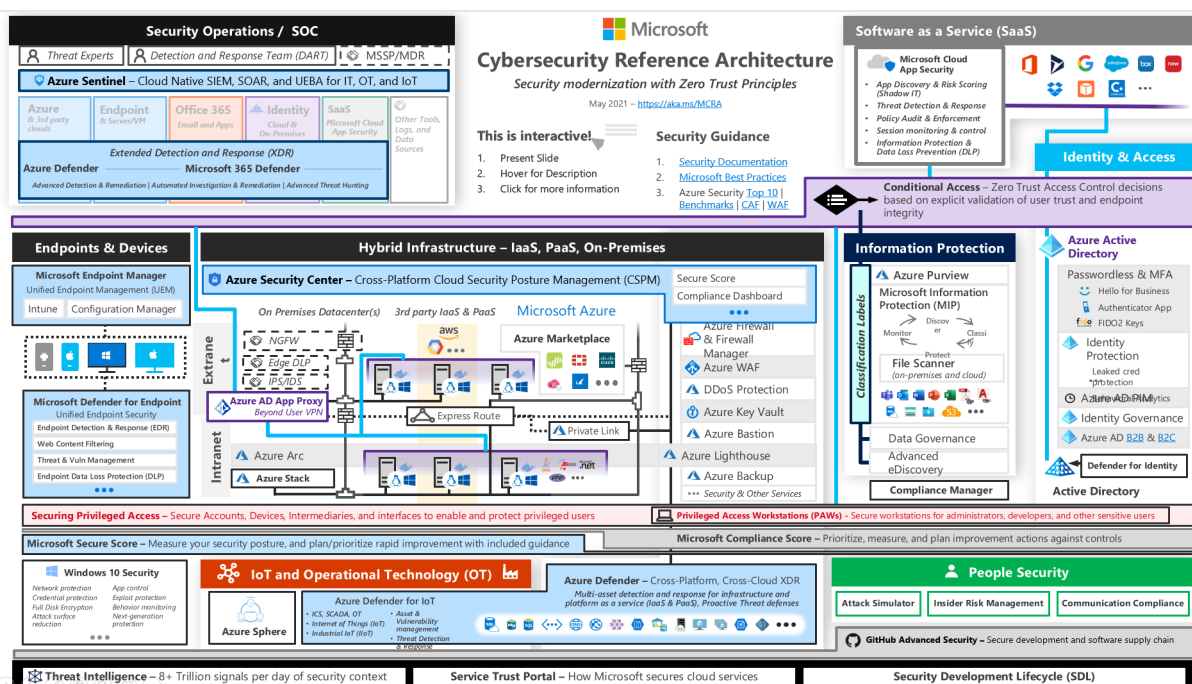 Security Operations / SOC
Threat Experts
Detection and Response Team (DART)
MSSP/MDR
Azure Sentinel – Cloud Native SIEM, SOAR, and UEBA for IT, OT, and IoT
Azure
& 3rd party
clouds
Endpoint
& Server/VM
Office 365
Email and Apps
Identity
Cloud &
On-Premises
SaaS
Microsoft Cloud
App Security
Other Tools,
Logs, and
Data
Sources
Extended Detection and Response (XDR)
Azure Defender
Microsoft 365 Defender
Advanced Detection & Remediation | Automated Investigation & Remediation | Advanced Threat Hunting
Microsoft
Cybersecurity Reference Architecture
Security modernization with Zero Trust Principles
May 2021 – https://aka.ms/MCRA
This is interactive!
1. Present Slide
2. Hover for Description
3. Click for more information
Security Guidance
1. Security Documentation
2. Microsoft Best Practices
3. Azure Security Top 10 |
Benchmarks | CAF | WAF
Software as a Service (SaaS)
Microsoft Cloud
App Security
• App Discovery & Risk Scoring
(Shadow IT)
• Threat Detection & Response
• Policy Audit & Enforcement
• Session monitoring & control
• Information Protection &
Data Loss Prevention (DLP)
salesforce
box
now
Identity & Access
Conditional Access – Zero Trust Access Control decisions
based on explicit validation of user trust and endpoint
integrity
Endpoints & Devices
Microsoft Endpoint Manager
Unified Endpoint Management (UEM)
Intune
Configuration Manager
Microsoft Defender for Endpoint
Unified Endpoint Security
Endpoint Detection & Response (EDR)
Web Content Filtering
Threat & Vuln Management
Endpoint Data Loss Protection (DLP)
Hybrid Infrastructure – IaaS, PaaS, On-Premises
Azure Security Center – Cross-Platform Cloud Security Posture Management (CSPM)
Secure Score
Compliance Dashboard
On Premises Datacenter(s)
3rd party IaaS & PaaS
Microsoft Azure
Extrane
t
NGFW
Edge DLP
IPS/IDS
aws
Azure Marketplace
CISCO
Azure AD App Proxy
Beyond User VPN
Express Route
Private Link
Intranet
Azure Arc
Azure Stack
.net
php
Azure Firewall
& Firewall
Manager
Azure WAF
DDoS Protection
Azure Key Vault
Azure Bastion
Azure Lighthouse
Azure Backup
Security & Other Services
Information Protection
Classification Labels
Azure Purview
Microsoft Information
Protection (MIP)
Discov
er
Monitor
Classi
Protect
File Scanner
(on-premises and cloud)
Data Governance
Advanced
eDiscovery
Compliance Manager
Azure Active
Directory
Passwordless & MFA
Hello for Business
Authenticator App
fido FIDO2 Keys
Identity
Protection
Leaked cred
protection
Azure AD PIM
Identity Governance
Azure AD B2B & B2C
Defender for Identity
Active Directory
Securing Privileged Access – Secure Accounts, Devices, Intermediaries, and interfaces to enable and protect privileged users
Privileged Access Workstations (PAWs) - Secure workstations for administrators, developers, and other sensitive users
Microsoft Secure Score – Measure your security posture, and plan/prioritize rapid improvement with included guidance
Microsoft Compliance Score – Prioritize, measure, and plan improvement actions against controls
Windows 10 Security
Network protection
Credential protection
Full Disk Encryption
Attack surface
reduction
App control
Exploit protection
Behavior monitoring
Next-generation
protection
IoT and Operational Technology (OT)
Azure Sphere
Azure Defender for IoT
• ICS, SCADA, OT
• Internet of Things (IoT)
• Industrial IoT (IIoT)
• Asset &
Vulnerability
management
• Threat Detection
& Response
Azure Defender – Cross-Platform, Cross-Cloud XDR
Multi-asset detection and response for infrastructure and
platform as a service (IaaS & PaaS), Proactive Threat defenses
People Security
Attack Simulator
Insider Risk Management
Communication Compliance
GitHub Advanced Security – Secure development and software supply chain
Threat Intelligence – 8+ Trillion signals per day of security context
Service Trust Portal – How Microsoft secures cloud services
Security Development Lifecycle (SDL)